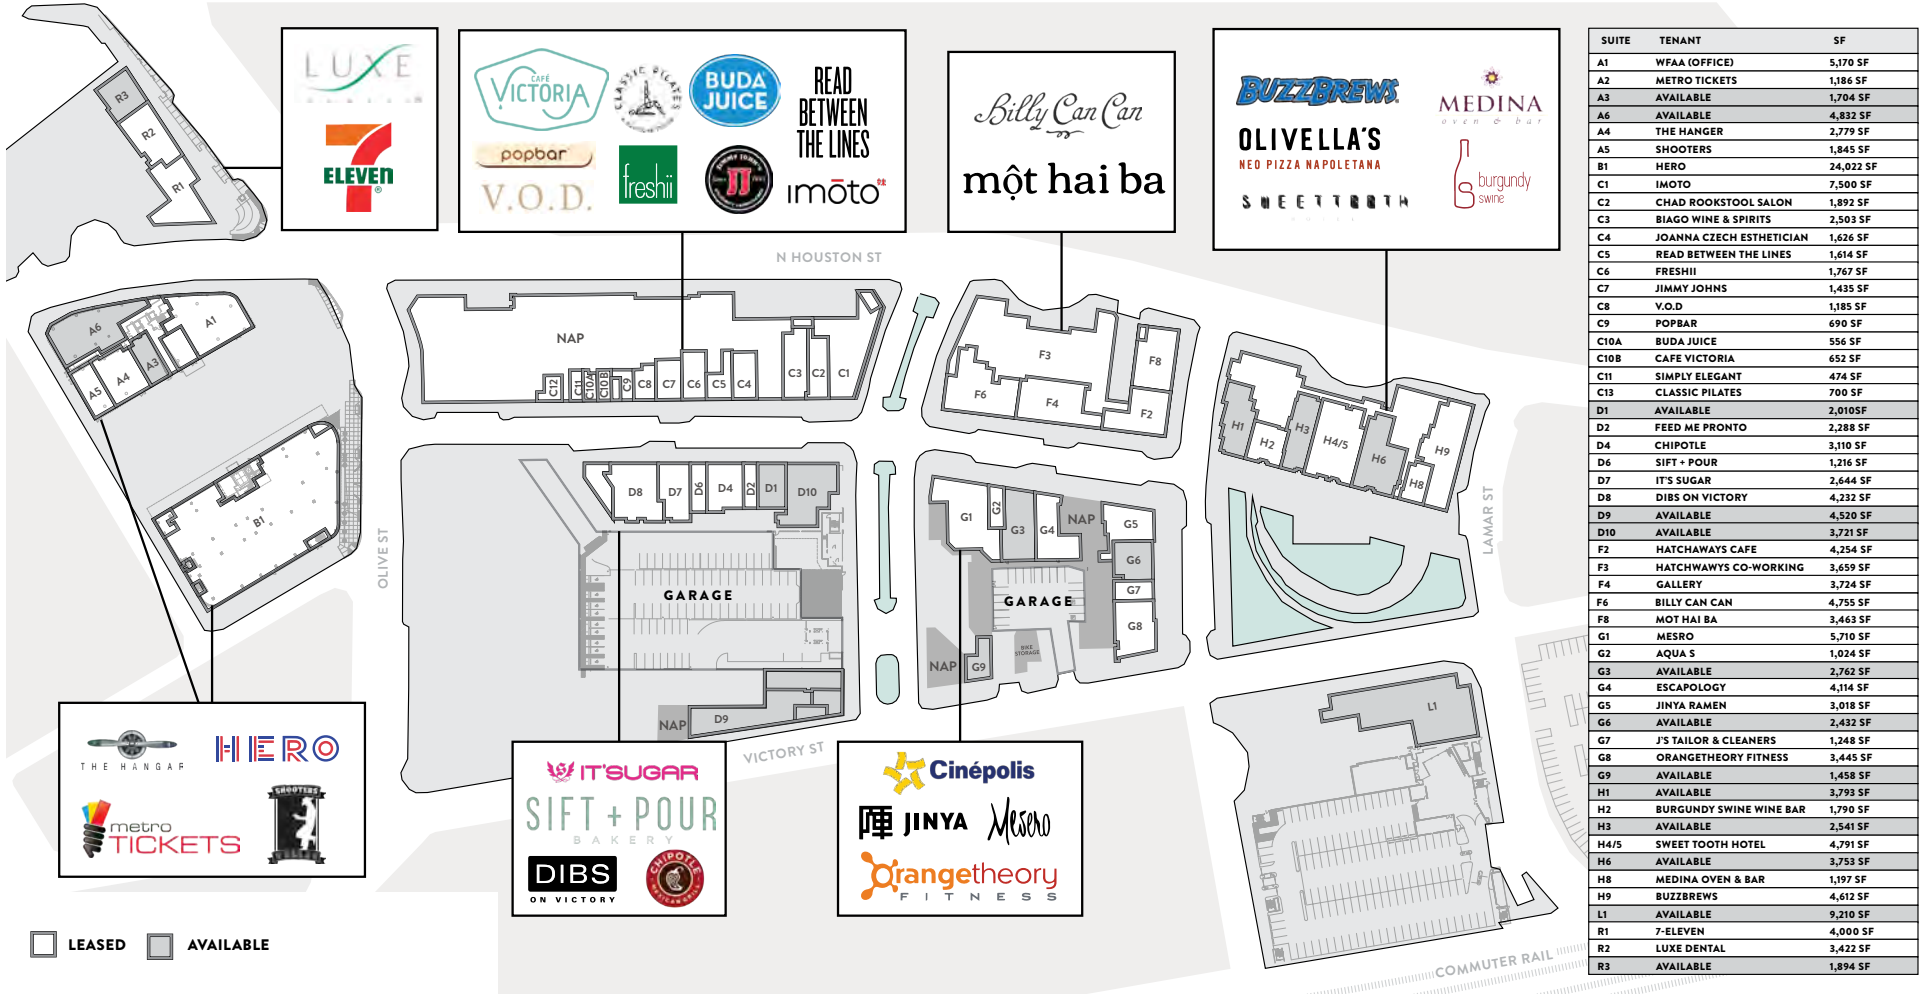 LUXE
7
ELEVEN
CAFÉ
VICTORIA
CLASSIC PILATES
BUDA
JUICE
READ
BETWEEN
THE LINES
popbar
V.O.D.
freshii
JIMMY JOHN'S
JJ
imōto
Billy Can Can
một hai ba
BUZZBREWS
MEDINA
oven & bar
OLIVELLA'S
NEO PIZZA NAPOLETANA
SWEETTOOTH
burgundy
swine
N HOUSTON ST
OLIVE ST
LAMAR ST
VICTORY ST
COMMUTER RAIL
R3
R2
R1
A6
A1
A5
A4
A3
B1
NAP
C12
C11
C10A
C10B
C9
C8
C7
C6
C5
C4
C3
C2
C1
F3
F8
F6
F4
F2
H1
H2
H3
H4/5
H6
H8
H9
D8
D7
D6
D4
D2
D1
D10
GARAGE
NAP
D9
G1
G2
G3
G4
NAP
G5
G6
G7
G8
GARAGE
NAP
G9
BIKE
STORAGE
L1
THE HANGAR
HERO
metro
TICKETS
SHOOTERS
IT'SUGAR
SIFT + POUR
BAKERY
DIBS
ON VICTORY
CHIPOTLE
MEXICAN GRILL
Cinépolis
JINYA
Mesero
Orangetheory
FITNESS
LEASED
AVAILABLE
SUITE TENANT SF
A1 WFAA (OFFICE) 5,170 SF
A2 METRO TICKETS 1,186 SF
A3 AVAILABLE 1,704 SF
A6 AVAILABLE 4,832 SF
A4 THE HANGER 2,779 SF
A5 SHOOTERS 1,845 SF
B1 HERO 24,022 SF
C1 IMOTO 7,500 SF
C2 CHAD ROOKSTOOL SALON 1,892 SF
C3 BIAGO WINE & SPIRITS 2,503 SF
C4 JOANNA CZECH ESTHETICIAN 1,626 SF
C5 READ BETWEEN THE LINES 1,614 SF
C6 FRESHII 1,767 SF
C7 JIMMY JOHNS 1,435 SF
C8 V.O.D 1,185 SF
C9 POPBAR 690 SF
C10A BUDA JUICE 556 SF
C10B CAFE VICTORIA 652 SF
C11 SIMPLY ELEGANT 474 SF
C13 CLASSIC PILATES 700 SF
D1 AVAILABLE 2,010SF
D2 FEED ME PRONTO 2,288 SF
D4 CHIPOTLE 3,110 SF
D6 SIFT + POUR 1,216 SF
D7 IT'S SUGAR 2,644 SF
D8 DIBS ON VICTORY 4,232 SF
D9 AVAILABLE 4,520 SF
D10 AVAILABLE 3,721 SF
F2 HATCHAWAYS CAFE 4,254 SF
F3 HATCHWAWYS CO-WORKING 3,659 SF
F4 GALLERY 3,724 SF
F6 BILLY CAN CAN 4,755 SF
F8 MOT HAI BA 3,463 SF
G1 MESRO 5,710 SF
G2 AQUA S 1,024 SF
G3 AVAILABLE 2,762 SF
G4 ESCAPOLOGY 4,114 SF
G5 JINYA RAMEN 3,018 SF
G6 AVAILABLE 2,432 SF
G7 J'S TAILOR & CLEANERS 1,248 SF
G8 ORANGETHEORY FITNESS 3,445 SF
G9 AVAILABLE 1,458 SF
H1 AVAILABLE 3,793 SF
H2 BURGUNDY SWINE WINE BAR 1,790 SF
H3 AVAILABLE 2,541 SF
H4/5 SWEET TOOTH HOTEL 4,791 SF
H6 AVAILABLE 3,753 SF
H8 MEDINA OVEN & BAR 1,197 SF
H9 BUZZBREWS 4,612 SF
L1 AVAILABLE 9,210 SF
R1 7-ELEVEN 4,000 SF
R2 LUXE DENTAL 3,422 SF
R3 AVAILABLE 1,894 SF